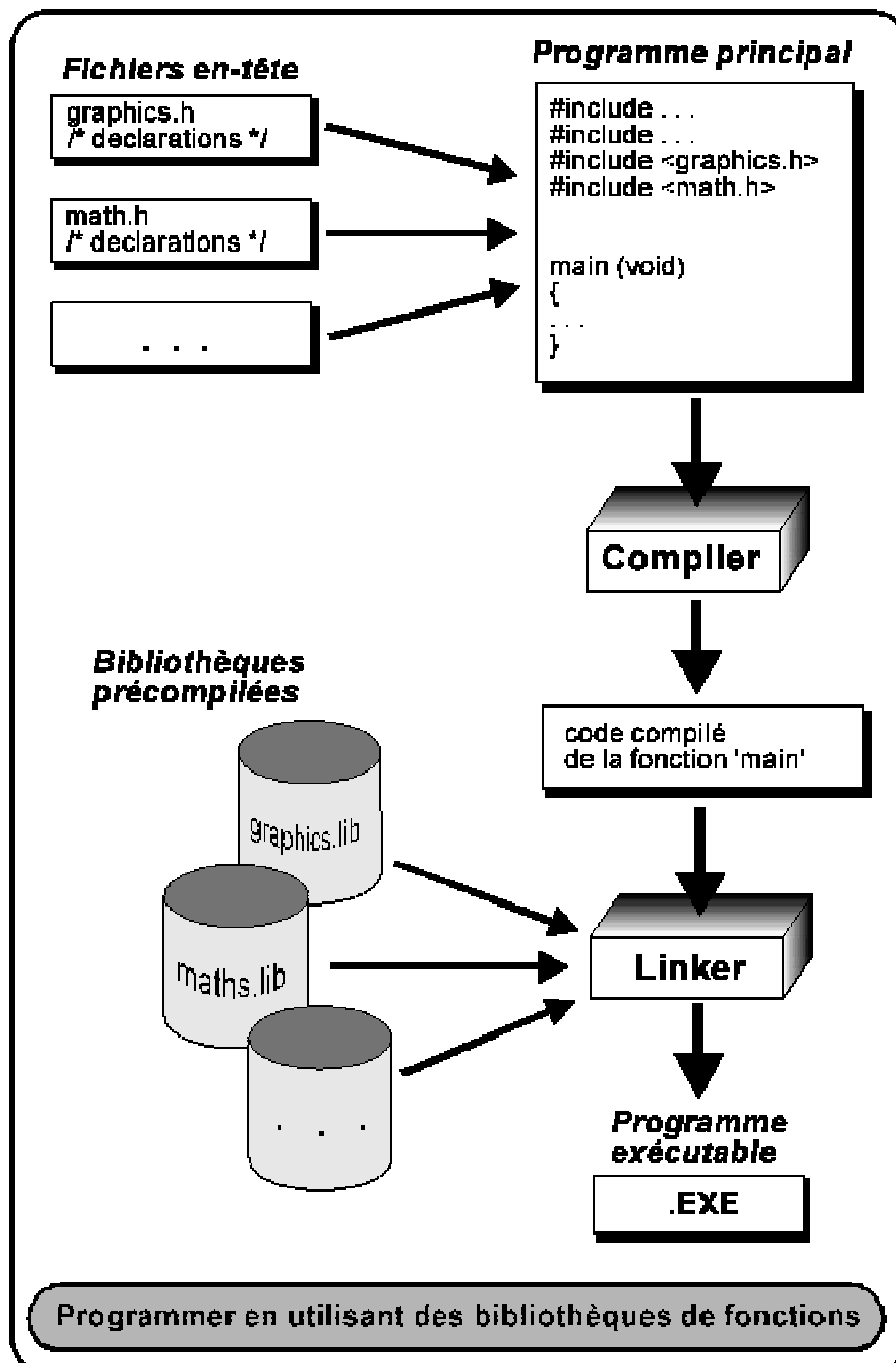 Fichiers en-tête
graphics.h
/* declarations */
math.h
/* declarations */
. . .
Programme principal
#include . . .
#include . . .
#include <graphics.h>
#include <math.h>
main (void)
{
. . .
}
Compiler
code compilé
de la fonction 'main'
Bibliothèques
précompilées
graphics.lib
maths.lib
. . .
Linker
Programme
exécutable
.EXE
Programmer en utilisant des bibliothèques de fonctions